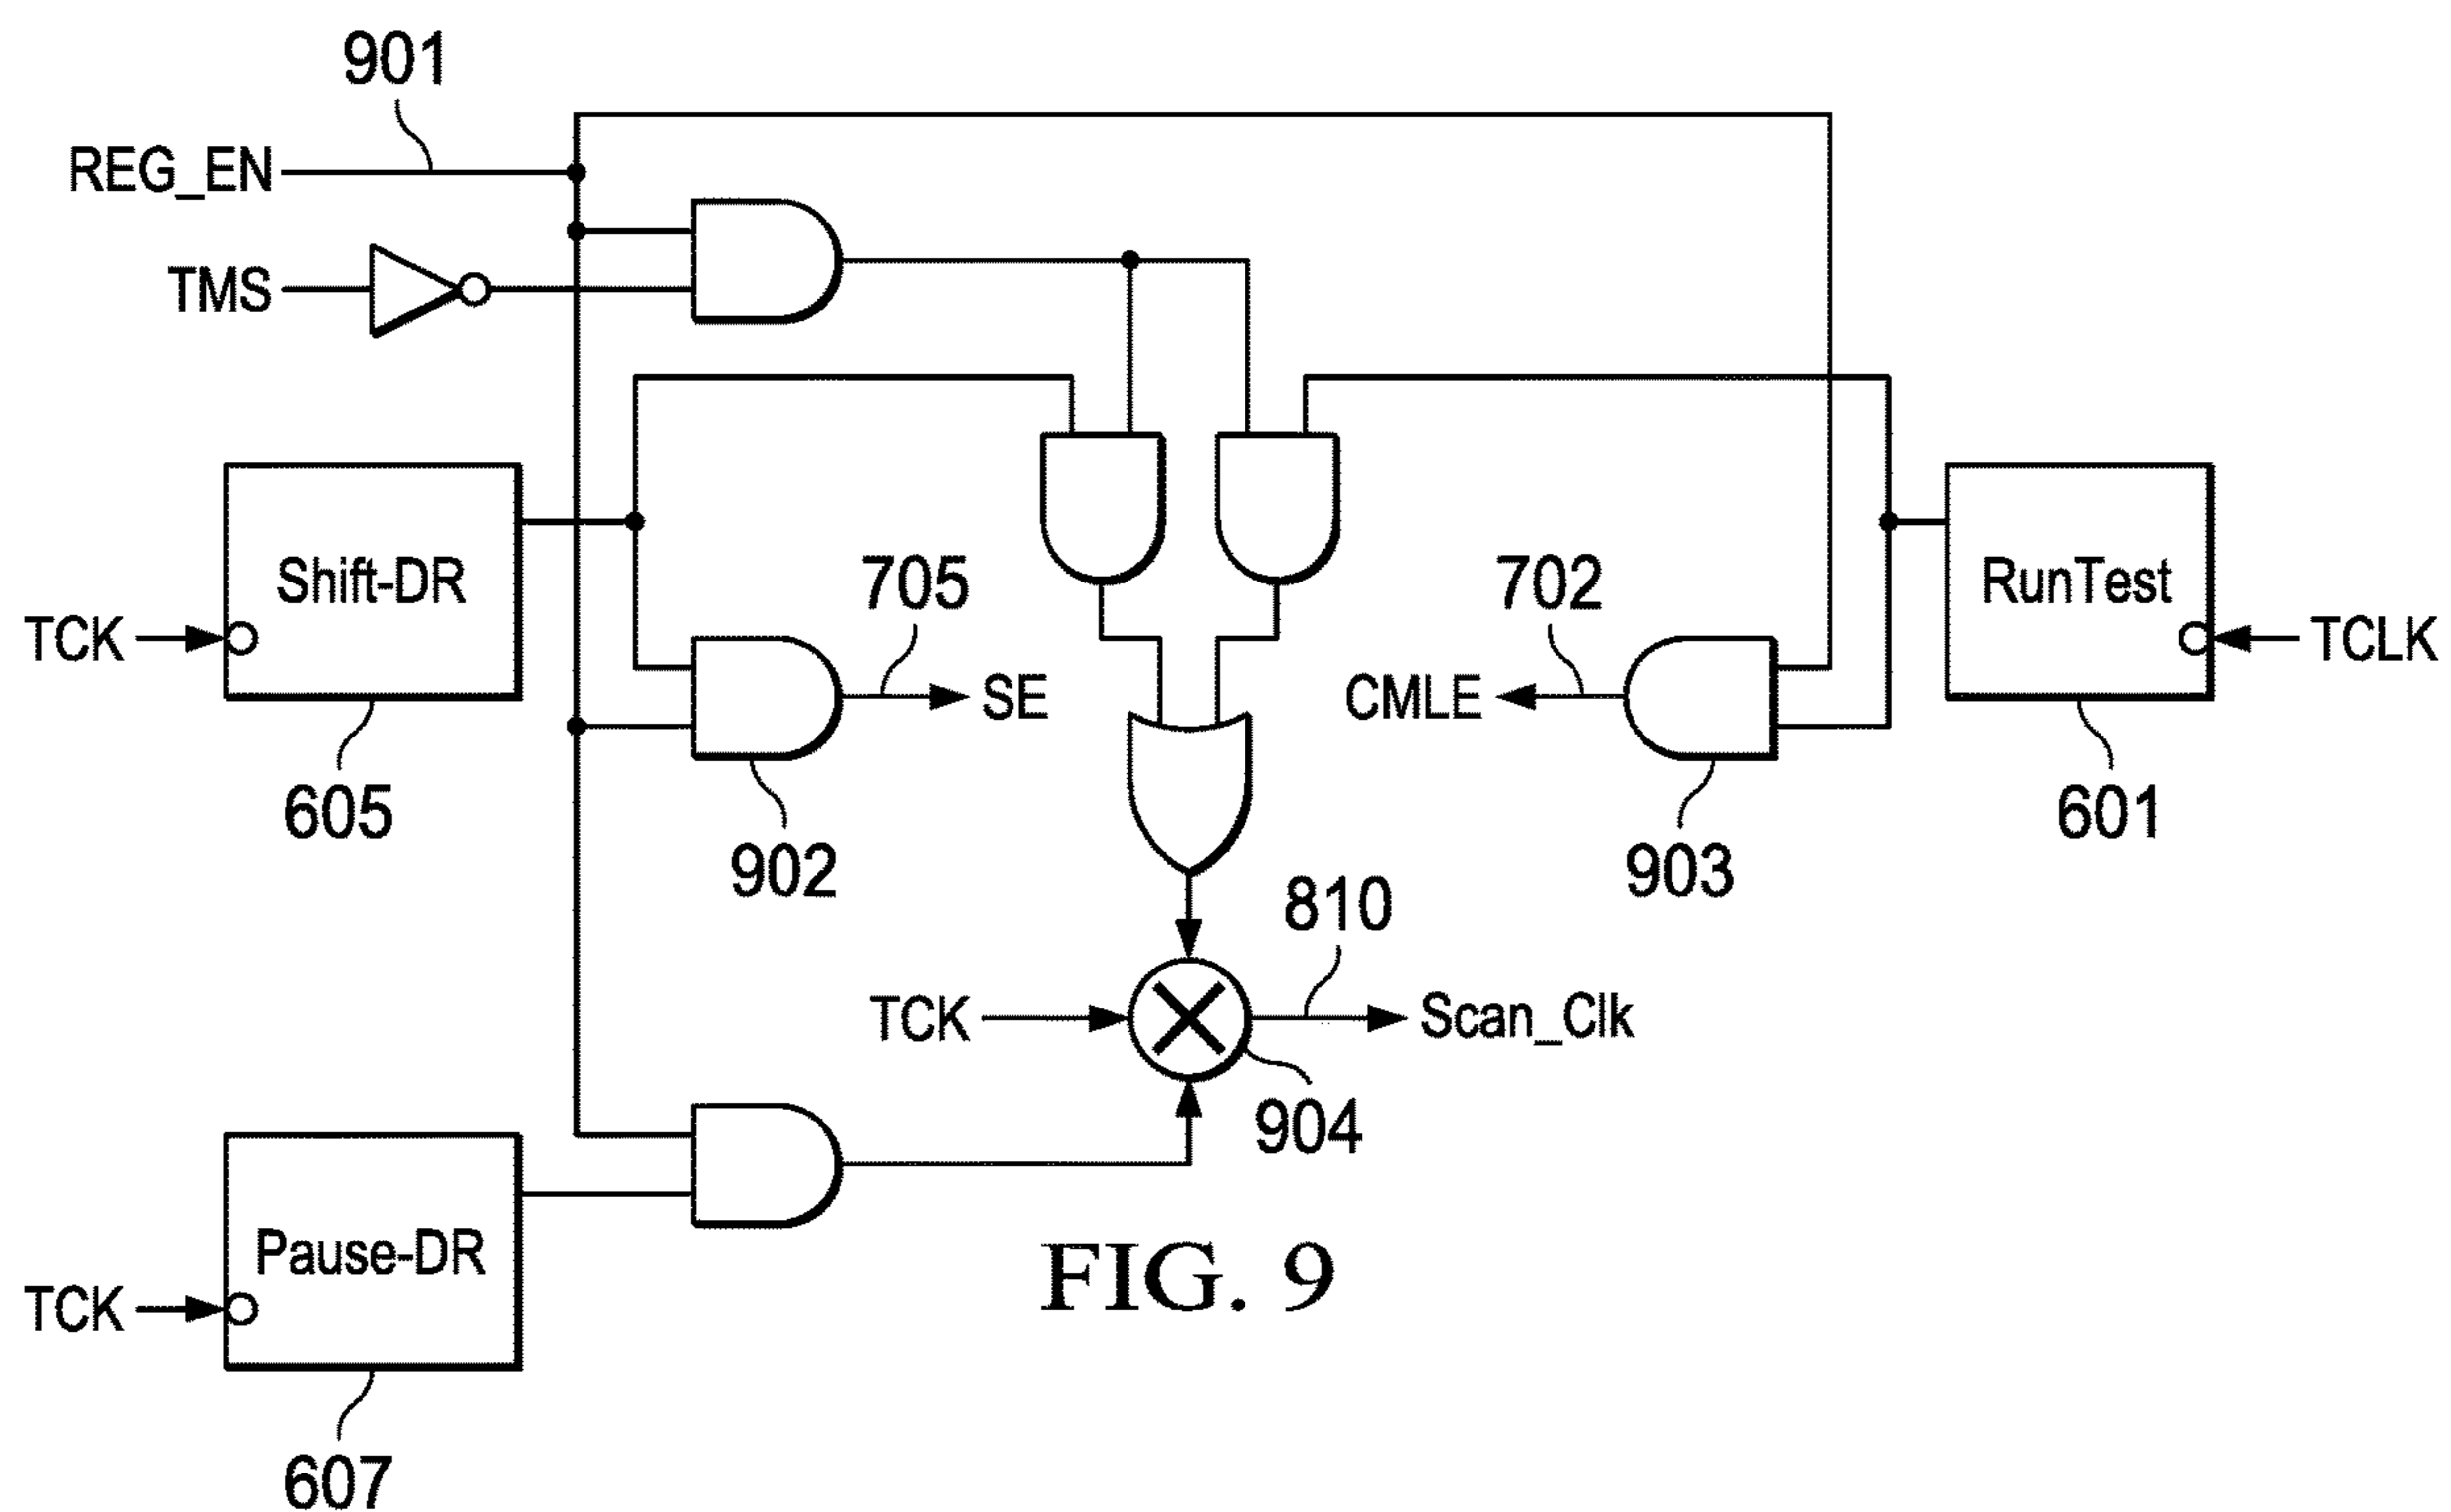 901
REG_EN
TMS
Shift-DR
TCK
605
705
SE
902
702
CMLE
903
RunTest
TCLK
601
810
TCK
Scan_Clk
904
Pause-DR
TCK
607
FIG. 9